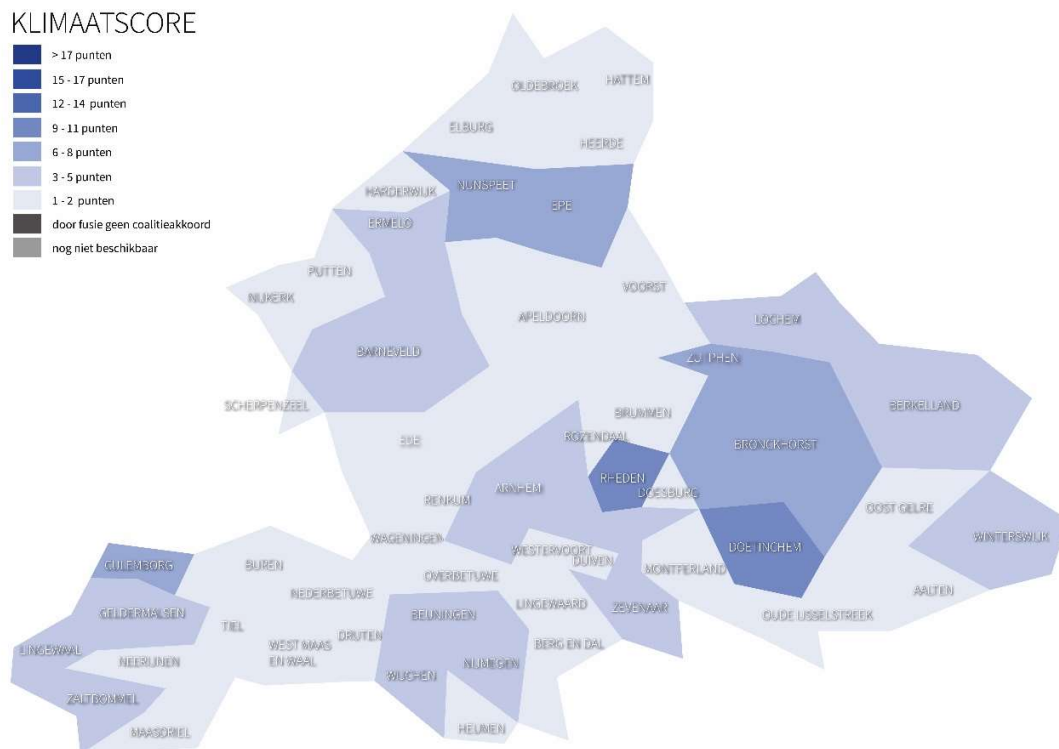 KLIMAATSCORE
> 17 punten
15 - 17 punten
12 - 14 punten
9 - 11 punten
6 - 8 punten
3 - 5 punten
1 - 2 punten
door fusie geen coalitieakkoord
nog niet beschikbaar
OLDEBROEK
HATTEM
ELBURG
HEERDE
NUNSPEET
HARDERWIJK
EPE
ERMELO
PUTTEN
VOORST
NIJKERK
APELDOORN
LOCHEM
BARNEVELD
ZUTPHEN
SCHERPENZEEL
BERKELLAND
BRUMMEN
EDE
ROZENDAAL
BRONCKHORST
RHEDEN
ARNHEM
DOESBURG
RENKUM
OOST GELRE
WAGENINGEN
WINTERSWIJK
WESTERVOORT
DOETINCHEM
DUIVEN
CULEMBORG
BUREN
MONTFERLAND
OVERBETUWE
AALTEN
NEDERBETUWE
LINGEWAARD
GELDERMALSEN
BEUNINGEN
ZEVENAAR
OUDE IJSSELSTREEK
TIEL
DRUTEN
WEST MAAS
EN WAAL
BERG EN DAL
LINGEWAAL
NEERIJNEN
NIJMEGEN
WIJCHEN
ZALTBOMMEL
MAASDRIEL
HEUMEN